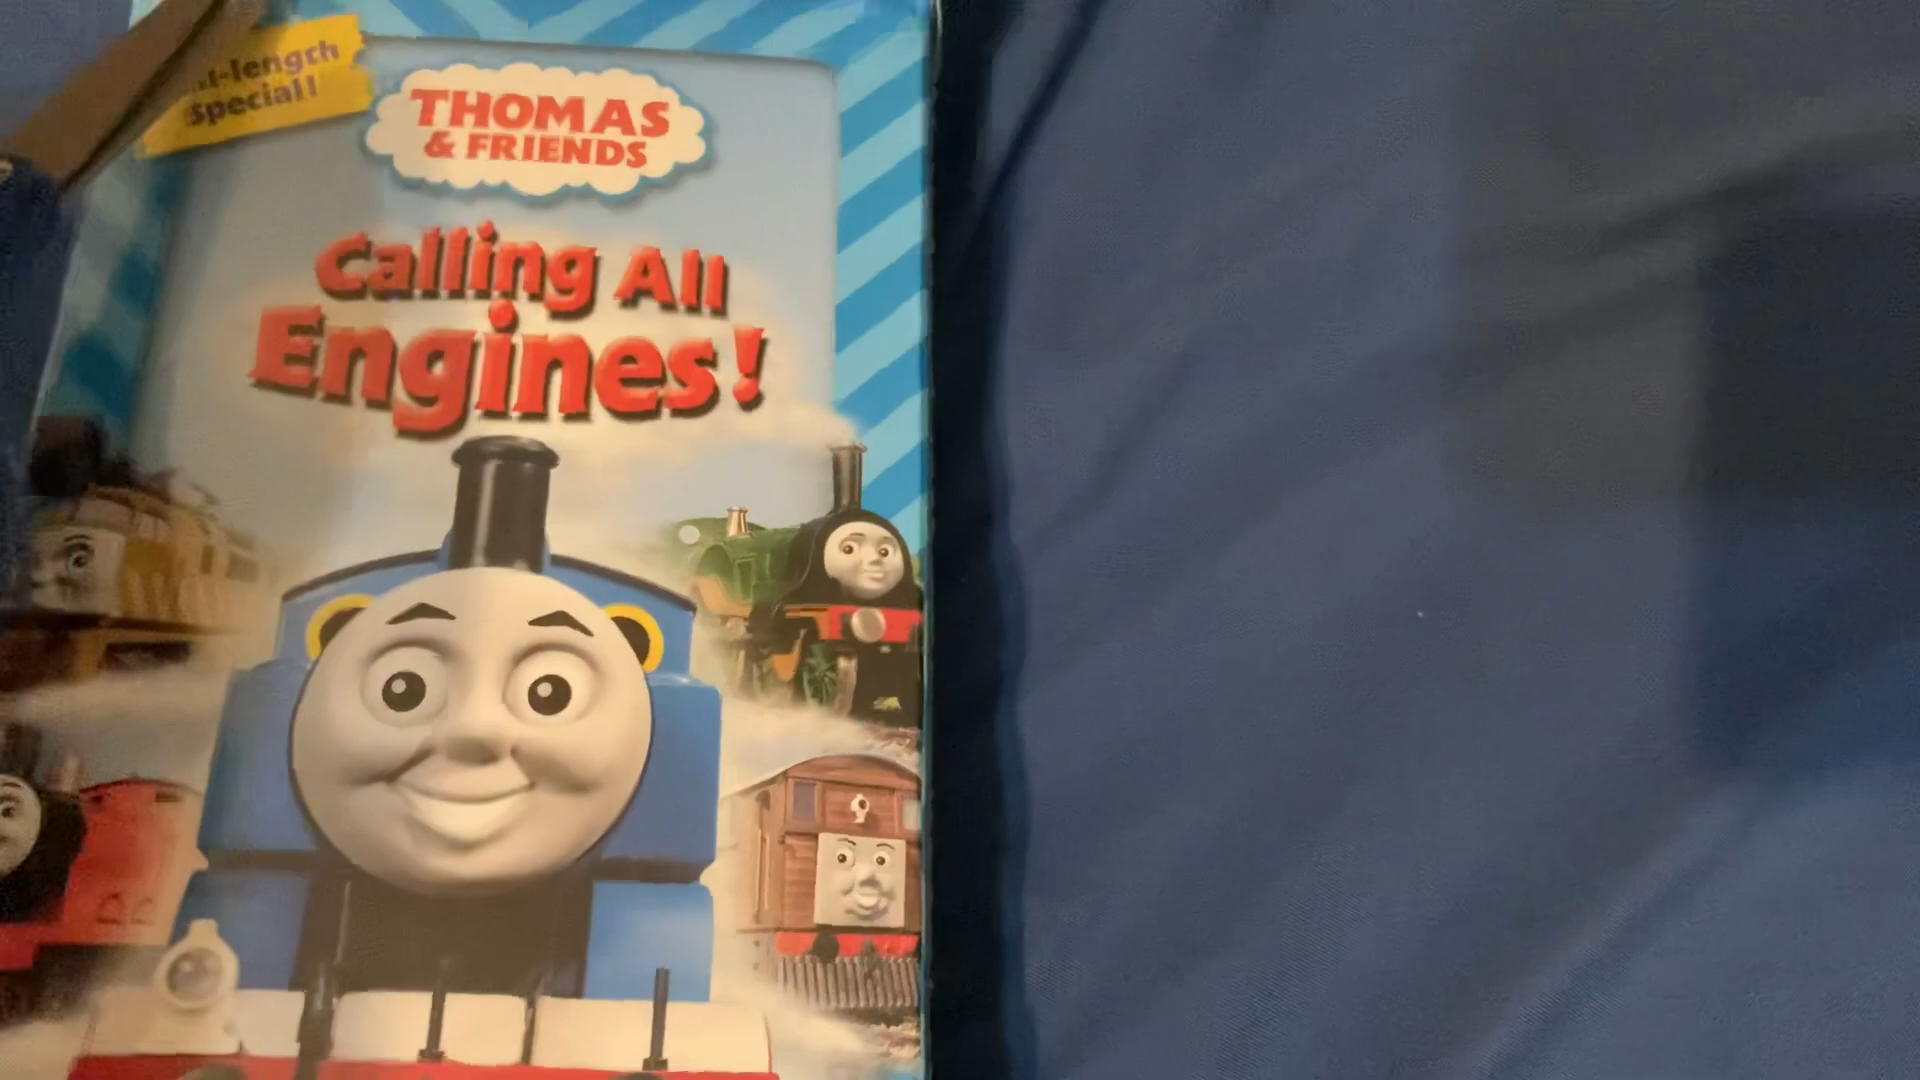 -length
Special!
THOMAS
& FRIENDS
Calling All
Engines!